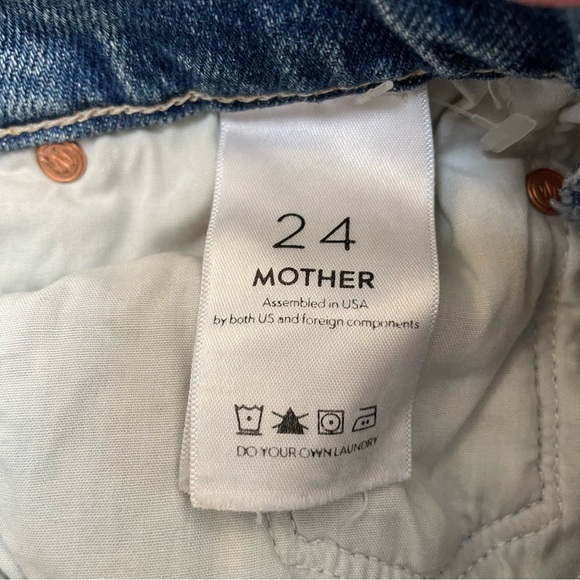 24
MOTHER
Assembled in USA
by both US and foreign components
DO YOUR OWN LAUNDRY